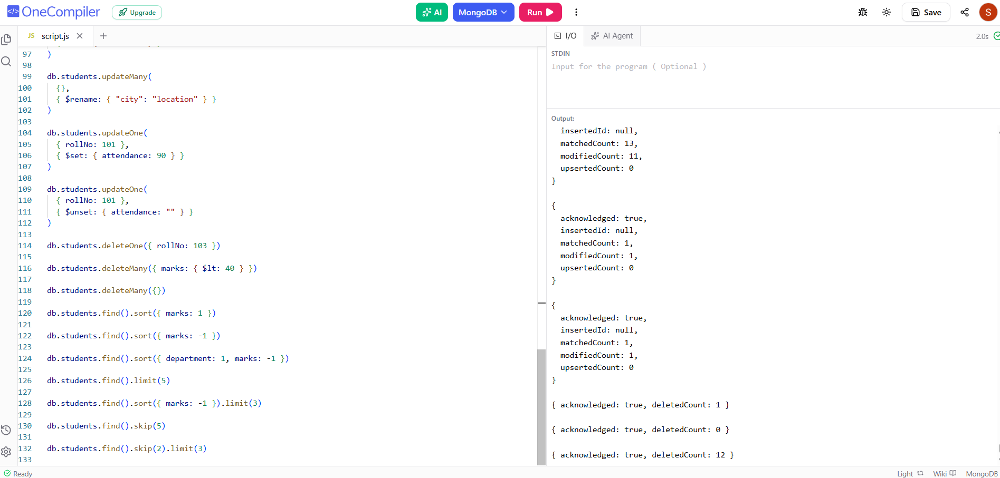 </> OneCompiler
Upgrade
AI
MongoDB
Run
Save
S
JS script.js
I/O
AI Agent
2.0s
97 )
98
99 db.students.updateMany(
100 {},
101 { $rename: { "city": "location" } }
102 )
103
104 db.students.updateOne(
105 { rollNo: 101 },
106 { $set: { attendance: 90 } }
107 )
108
109 db.students.updateOne(
110 { rollNo: 101 },
111 { $unset: { attendance: "" } }
112 )
113
114 db.students.deleteOne({ rollNo: 103 })
115
116 db.students.deleteMany({ marks: { $lt: 40 } })
117
118 db.students.deleteMany({})
119
120 db.students.find().sort({ marks: 1 })
121
122 db.students.find().sort({ marks: -1 })
123
124 db.students.find().sort({ department: 1, marks: -1 })
125
126 db.students.find().limit(5)
127
128 db.students.find().sort({ marks: -1 }).limit(3)
129
130 db.students.find().skip(5)
131
132 db.students.find().skip(2).limit(3)
133
STDIN
Input for the program ( Optional )
Output:
insertedId: null,
matchedCount: 13,
modifiedCount: 11,
upsertedCount: 0
}
{
acknowledged: true,
insertedId: null,
matchedCount: 1,
modifiedCount: 1,
upsertedCount: 0
}
{
acknowledged: true,
insertedId: null,
matchedCount: 1,
modifiedCount: 1,
upsertedCount: 0
}
{ acknowledged: true, deletedCount: 1 }
{ acknowledged: true, deletedCount: 0 }
{ acknowledged: true, deletedCount: 12 }
Ready
Light
Wiki
MongoDB